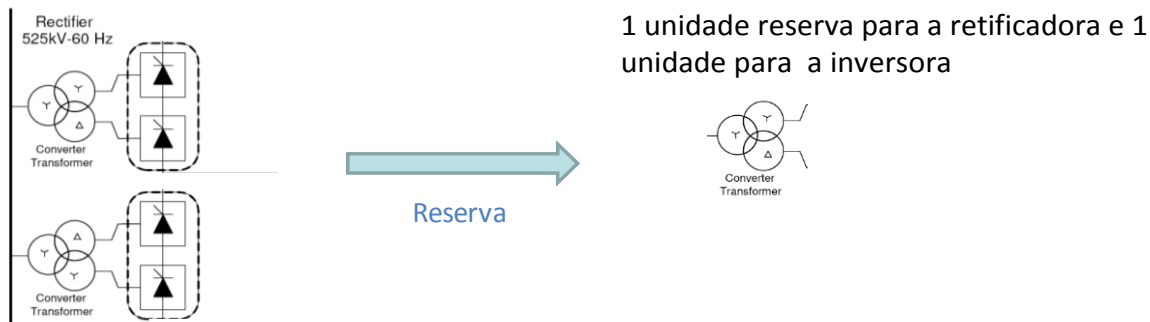 Rectifier
525kV-60 Hz
Y
Y
Δ
Converter
Transformer
Δ
Y
Y
Converter
Transformer
Reserva
1 unidade reserva para a retificadora e 1
unidade para a inversora
Y
Y
Δ
Converter
Transformer